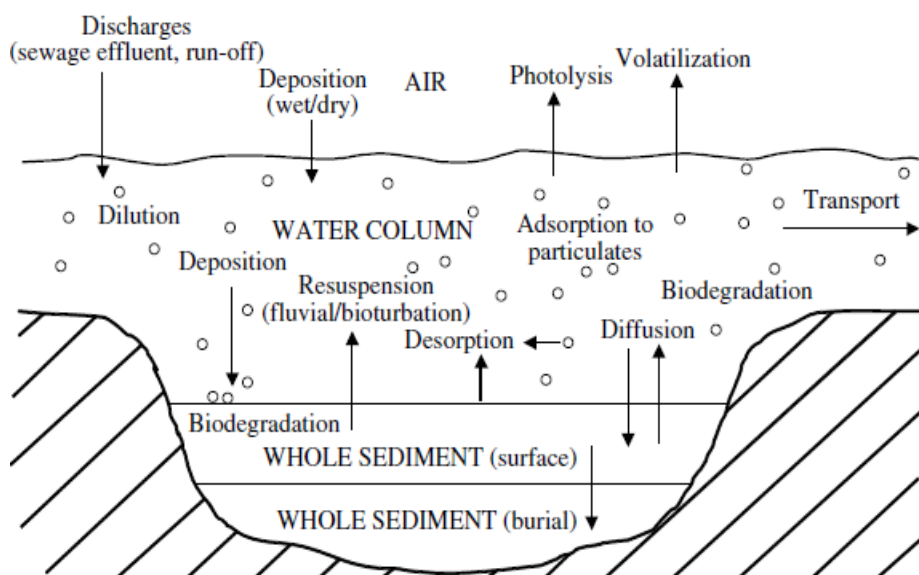 Discharges
(sewage effluent, run-off)
Deposition
(wet/dry)
AIR
Photolysis
Volatilization
Dilution
WATER COLUMN
Adsorption to
particulates
Transport
Deposition
Resuspension
(fluvial/bioturbation)
Biodegradation
Desorption
Diffusion
Biodegradation
WHOLE SEDIMENT (surface)
WHOLE SEDIMENT (burial)